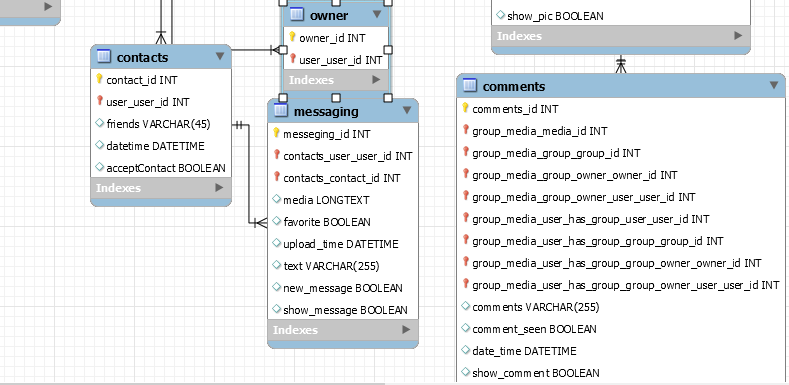 owner
owner_id INT
user_user_id INT
Indexes
show_pic BOOLEAN
Indexes
contacts
contact_id INT
user_user_id INT
friends VARCHAR(45)
datetime DATETIME
acceptContact BOOLEAN
Indexes
messaging
messeging_id INT
contacts_user_user_id INT
contacts_contact_id INT
media LONGTEXT
favorite BOOLEAN
upload_time DATETIME
text VARCHAR(255)
new_message BOOLEAN
show_message BOOLEAN
Indexes
comments
comments_id INT
group_media_media_id INT
group_media_group_group_id INT
group_media_group_owner_owner_id INT
group_media_group_owner_user_user_id INT
group_media_user_has_group_user_user_id INT
group_media_user_has_group_group_group_id INT
group_media_user_has_group_group_owner_owner_id INT
group_media_user_has_group_group_owner_user_user_id INT
comments VARCHAR(255)
comment_seen BOOLEAN
date_time DATETIME
show_comment BOOLEAN